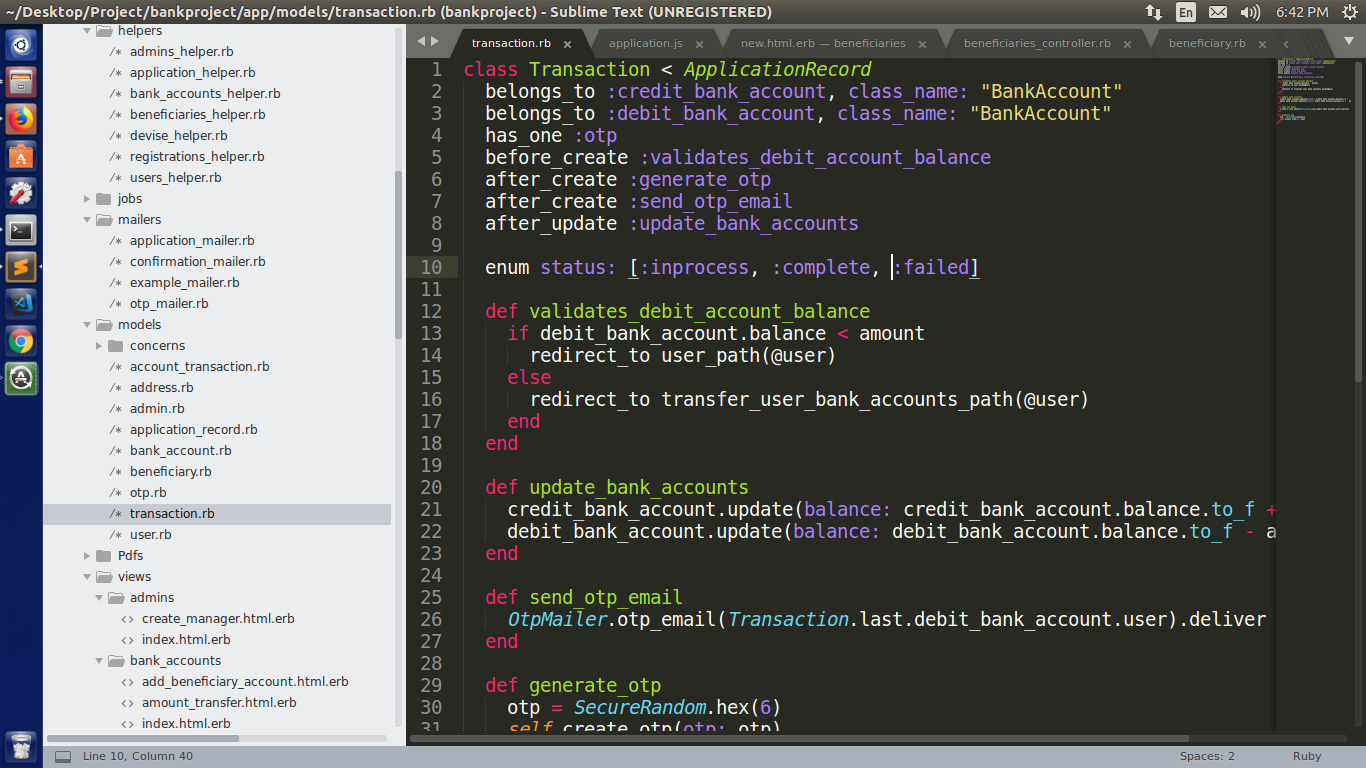 ~/Desktop/Project/bankproject/app/models/transaction.rb (bankproject) - Sublime Text (UNREGISTERED)
En
6:42 PM
helpers
/* admins_helper.rb
/* application_helper.rb
/* bank_accounts_helper.rb
/* beneficiaries_helper.rb
/* devise_helper.rb
/* registrations_helper.rb
/* users_helper.rb
jobs
mailers
/* application_mailer.rb
/* confirmation_mailer.rb
/* example_mailer.rb
/* otp_mailer.rb
models
concerns
/* account_transaction.rb
/* address.rb
/* admin.rb
/* application_record.rb
/* bank_account.rb
/* beneficiary.rb
/* otp.rb
/* transaction.rb
/* user.rb
Pdfs
views
admins
<> create_manager.html.erb
<> index.html.erb
bank_accounts
<> add_beneficiary_account.html.erb
<> amount_transfer.html.erb
<> index.html.erb
transaction.rb × application.js × new.html.erb — beneficiaries × beneficiaries_controller.rb × beneficiary.rb ×
1 class Transaction < ApplicationRecord
2 belongs_to :credit_bank_account, class_name: "BankAccount"
3 belongs_to :debit_bank_account, class_name: "BankAccount"
4 has_one :otp
5 before_create :validates_debit_account_balance
6 after_create :generate_otp
7 after_create :send_otp_email
8 after_update :update_bank_accounts
9
10 enum status: [:inprocess, :complete, :failed]
11
12 def validates_debit_account_balance
13 if debit_bank_account.balance < amount
14 redirect_to user_path(@user)
15 else
16 redirect_to transfer_user_bank_accounts_path(@user)
17 end
18 end
19
20 def update_bank_accounts
21 credit_bank_account.update(balance: credit_bank_account.balance.to_f +
22 debit_bank_account.update(balance: debit_bank_account.balance.to_f - a
23 end
24
25 def send_otp_email
26 OtpMailer.otp_email(Transaction.last.debit_bank_account.user).deliver
27 end
28
29 def generate_otp
30 otp = SecureRandom.hex(6)
31 self.create_otp(otp: otp)
Line 10, Column 40
Spaces: 2
Ruby